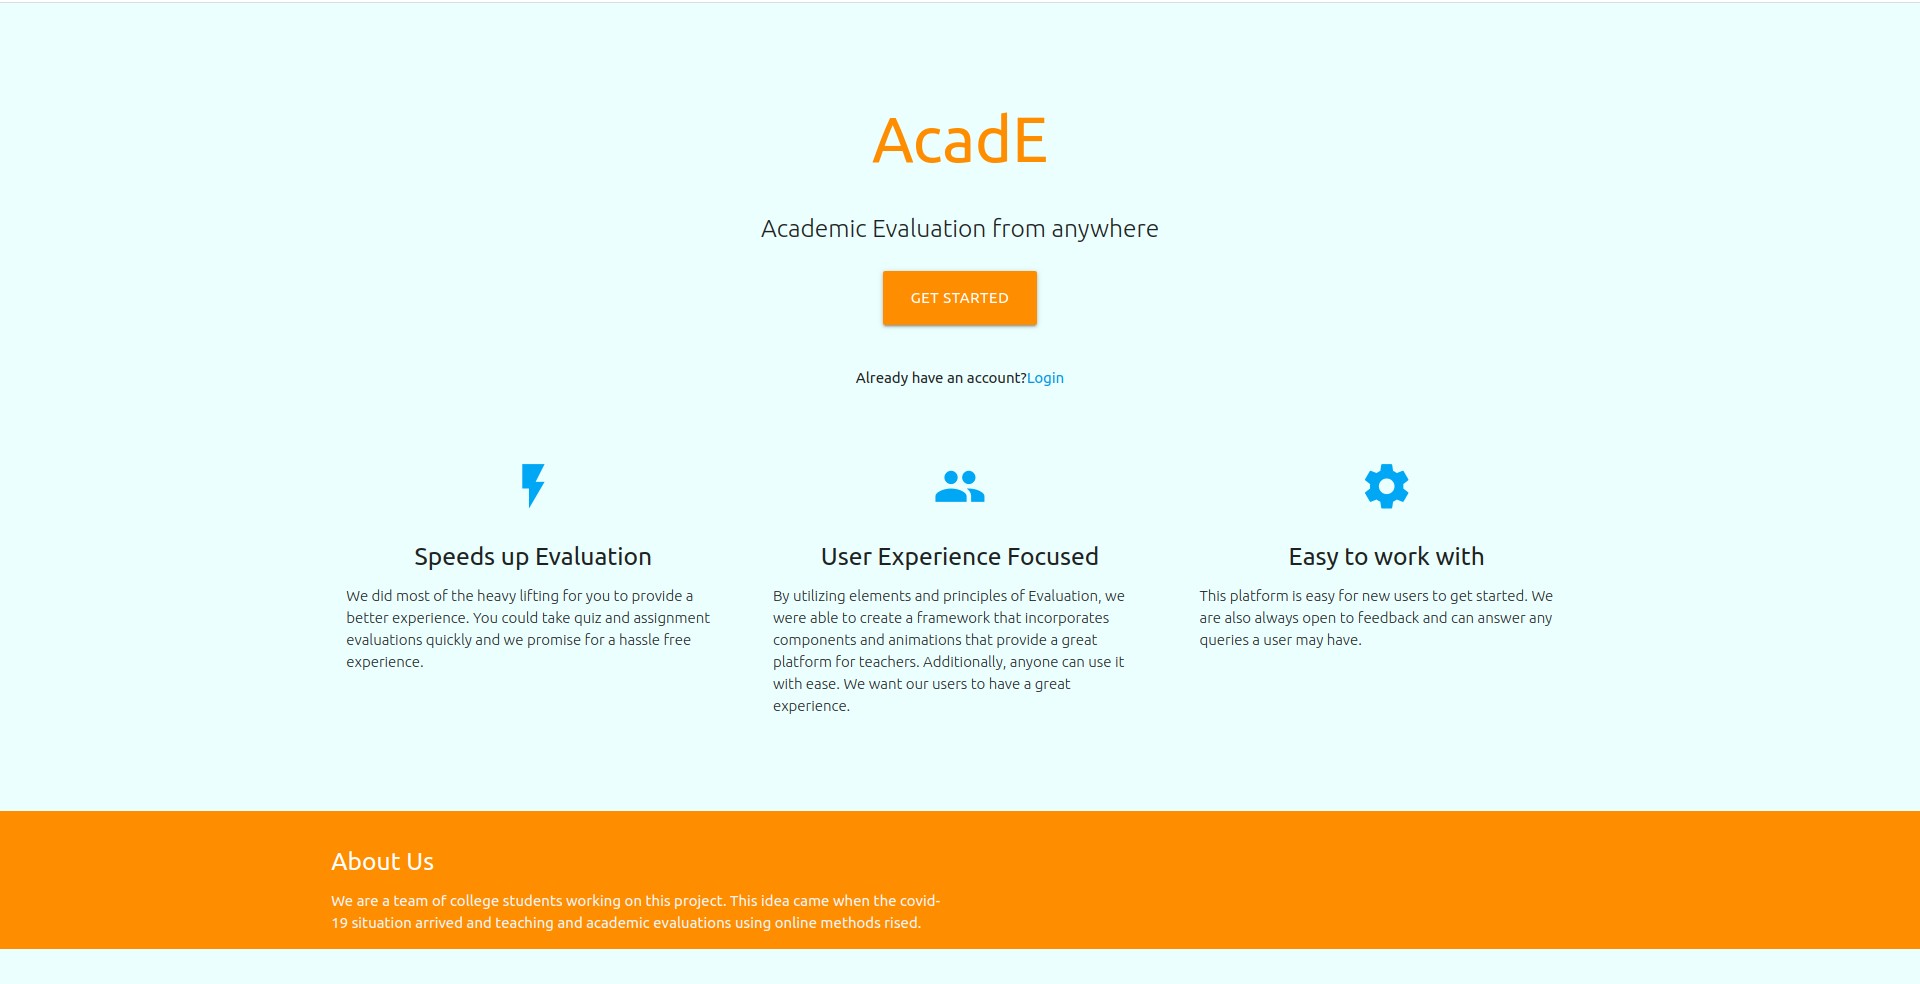 AcadE
Academic Evaluation from anywhere
GET STARTED
Already have an account?Login
Speeds up Evaluation
We did most of the heavy lifting for you to provide a
better experience. You could take quiz and assignment
evaluations quickly and we promise for a hassle free
experience.
User Experience Focused
By utilizing elements and principles of Evaluation, we
were able to create a framework that incorporates
components and animations that provide a great
platform for teachers. Additionally, anyone can use it
with ease. We want our users to have a great
experience.
Easy to work with
This platform is easy for new users to get started. We
are also always open to feedback and can answer any
queries a user may have.
About Us
We are a team of college students working on this project. This idea came when the covid-
19 situation arrived and teaching and academic evaluations using online methods rised.